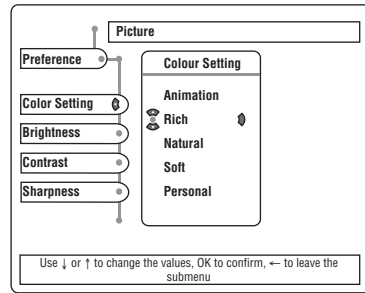 Picture
Preference
Colour Setting
Color Setting
Animation
Rich
Brightness
Natural
Contrast
Soft
Sharpness
Personal
Use ↓ or ↑ to change the values, OK to confirm, ← to leave the
submenu